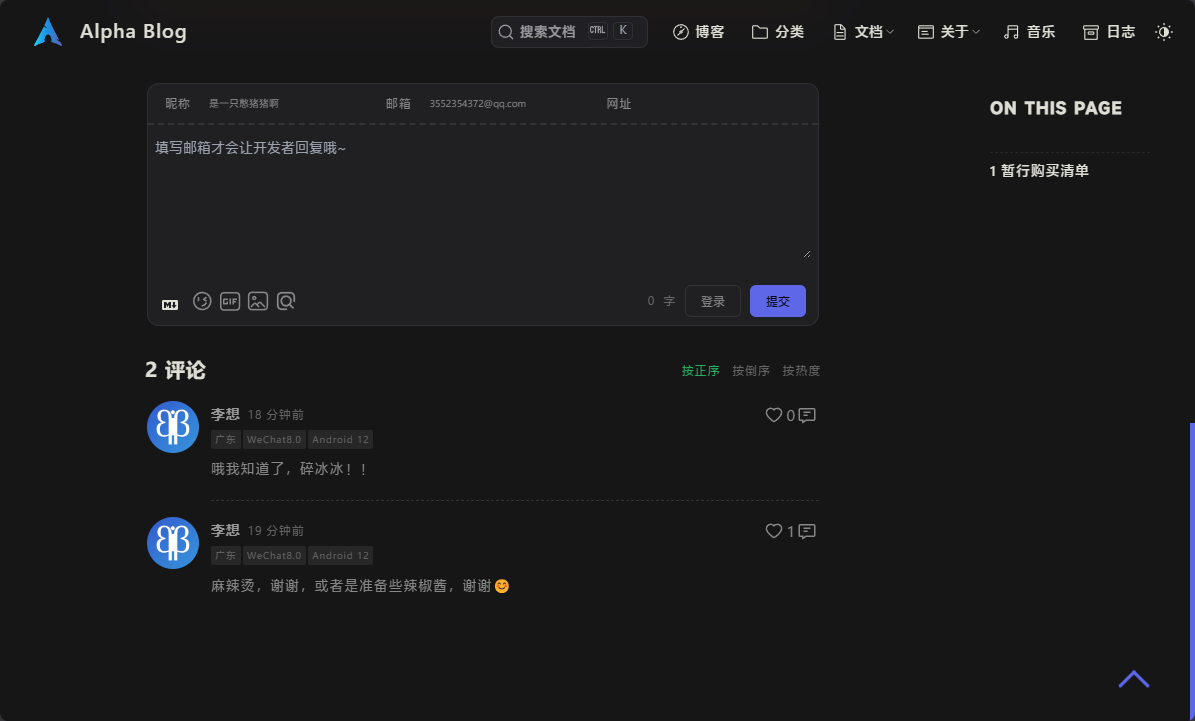 Alpha Blog
搜索文档 CTRL K 博客 分类 文档 关于 音乐 日志
昵称 是一只憨猪猪啊 邮箱 3552354372@qq.com 网址
填写邮箱才会让开发者回复哦~
M GIF
0 字 登录 提交
ON THIS PAGE
1 暂行购买清单
2 评论
按正序 按倒序 按热度
李想 18 分钟前 0
广东 WeChat8.0 Android 12
哦我知道了，碎冰冰！！
李想 19 分钟前 1
广东 WeChat8.0 Android 12
麻辣烫，谢谢，或者是准备些辣椒酱，谢谢😊